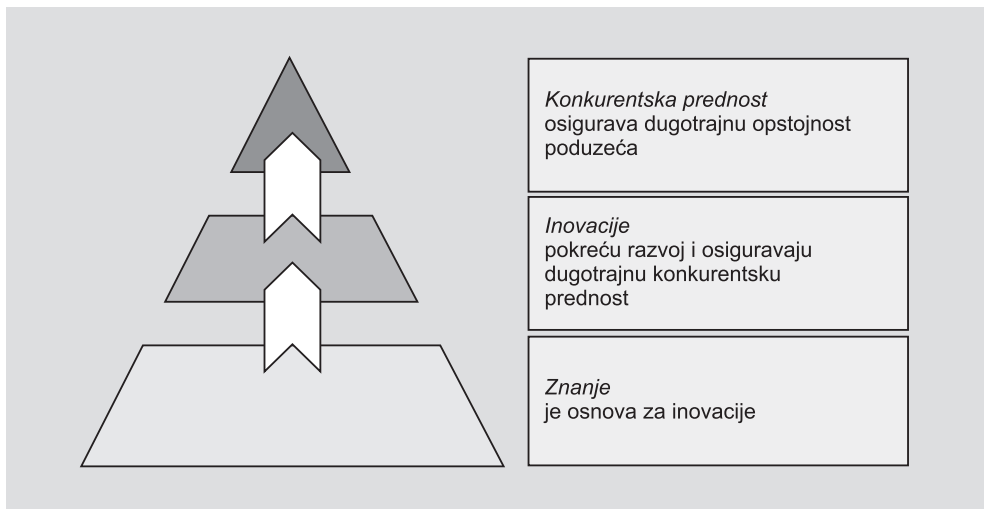 Konkurentska prednost
osigurava dugotrajnu opstojnost
poduzeća
Inovacije
pokreću razvoj i osiguravaju
dugotrajnu konkurentsku
prednost
Znanje
je osnova za inovacije